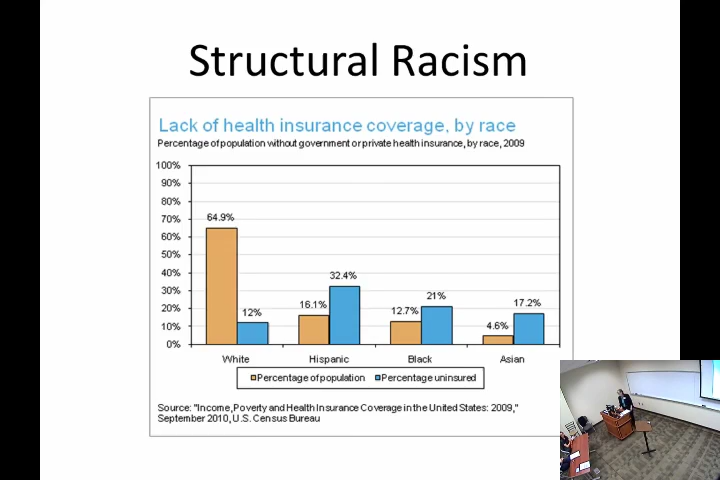 Structural Racism
Lack of health insurance coverage, by race
Percentage of population without government or private health insurance, by race, 2009
100%
90%
80%
70%
60%
50%
40%
30%
20%
10%
0%
64.9%
12%
16.1%
32.4%
12.7%
21%
4.6%
17.2%
White
Hispanic
Black
Asian
Percentage of population
Percentage uninsured
Source: "Income,Poverty and Health Insurance Coverage in the United States: 2009,"
September 2010, U.S. Census Bureau